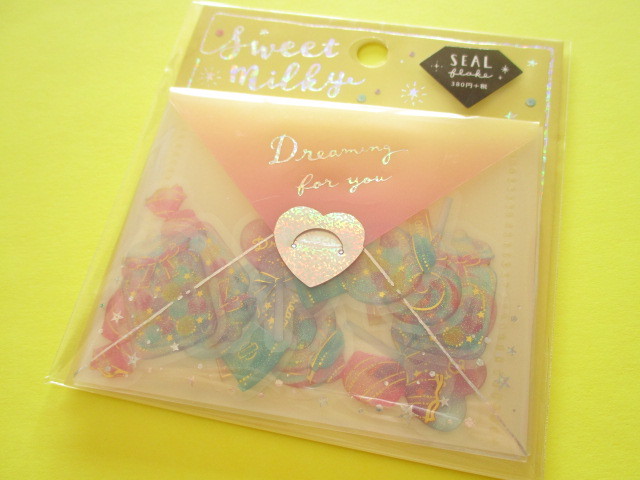 Sweet
Milky
SEAL
flake
380円+税
Dreaming
for you